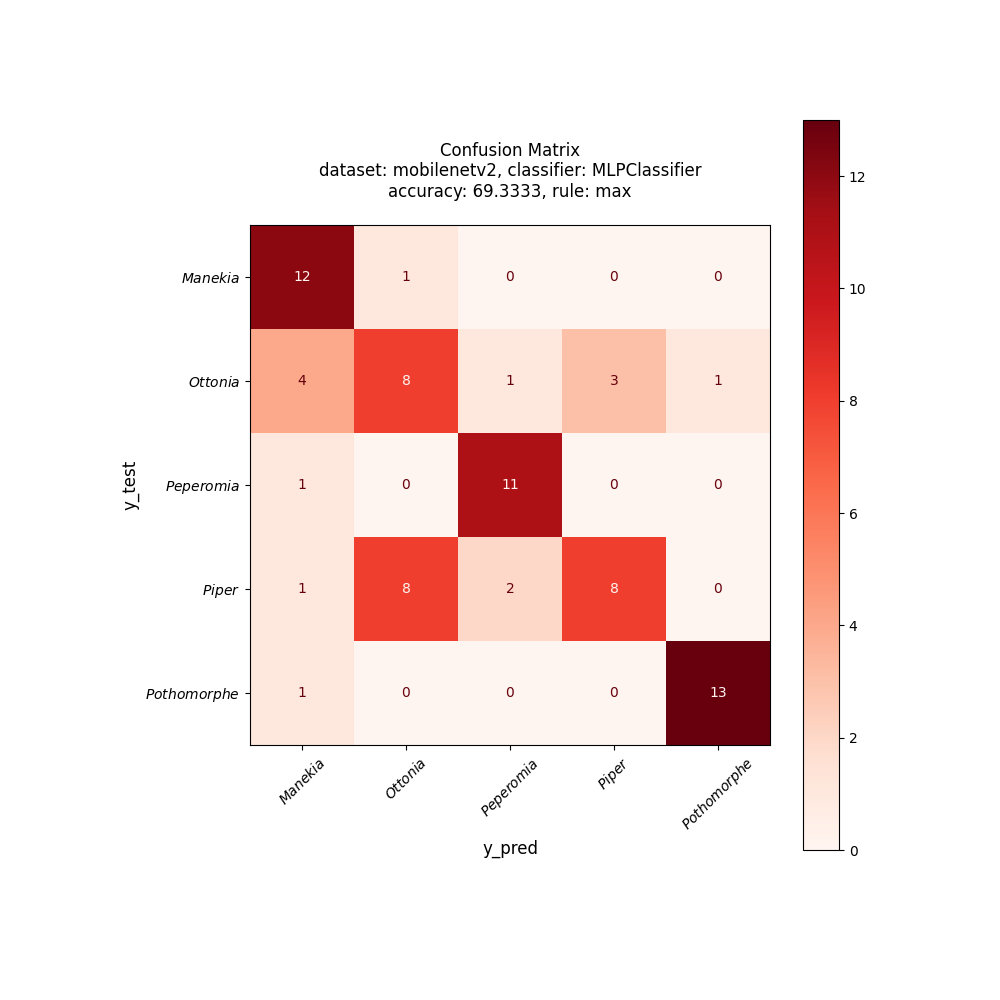 Confusion Matrix
dataset: mobilenetv2, classifier: MLPClassifier
accuracy: 69.3333, rule: max
y_test
Manekia 12 1 0 0 0
Ottonia 4 8 1 3 1
Peperomia 1 0 11 0 0
Piper 1 8 2 8 0
Pothomorphe 1 0 0 0 13
Manekia Ottonia Peperomia Piper Pothomorphe
y_pred
12
10
8
6
4
2
0